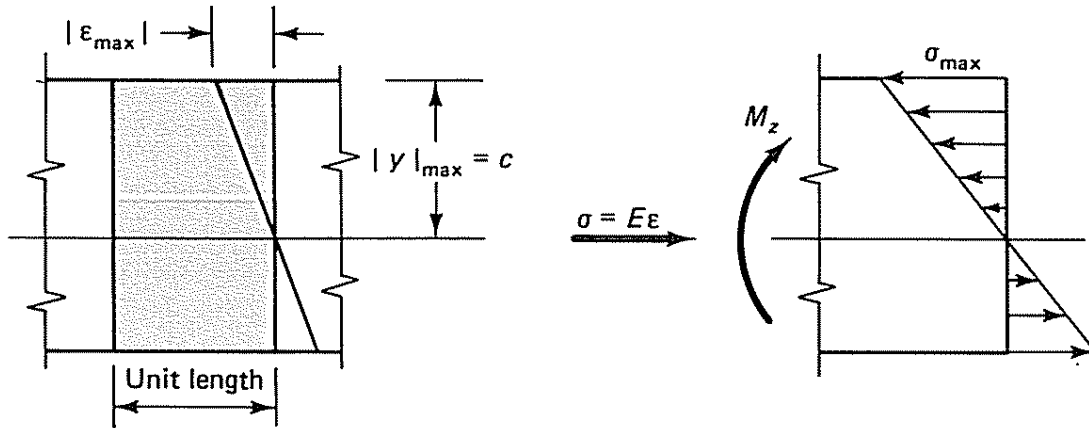 | ε_max |
| y |_max = c
Unit length
σ = Eε
M_z
σ_max